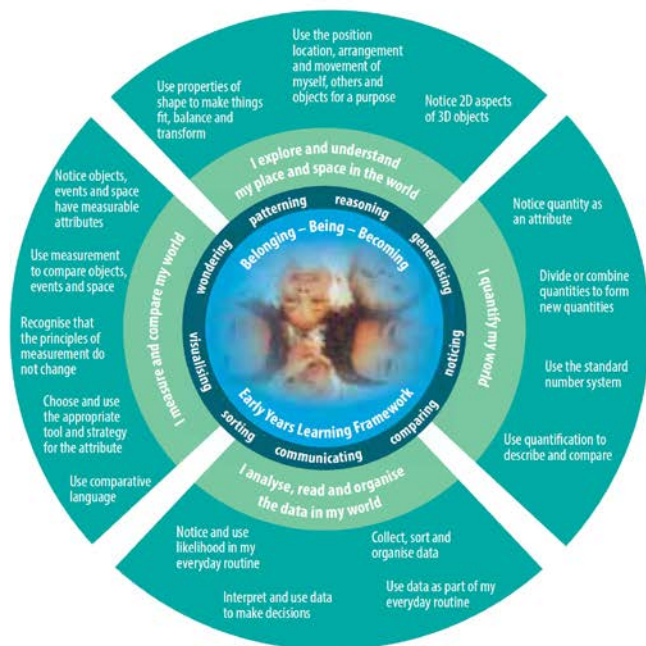 Use the position
location, arrangement
and movement of
myself, others and
objects for a purpose
Use properties of
shape to make things
fit, balance and
transform
Notice 2D aspects
of 3D objects
I explore and understand
my place and space in the world
Notice quantity as
an attribute
Divide or combine
quantities to form
new quantities
Use the standard
number system
Use quantification to
describe and compare
I quantify my world
Collect, sort and
organise data
Use data as part of my
everyday routine
Notice and use
likelihood in my
everyday routine
Interpret and use data
to make decisions
I analyse, read and organise
the data in my world
Notice objects,
events and space
have measurable
attributes
Use measurement
to compare objects,
events and space
Recognise that
the principles of
measurement do
not change
Choose and use
the appropriate
tool and strategy
for the attribute
Use comparative
language
I measure and compare my world
wondering
patterning
reasoning
generalising
noticing
comparing
communicating
sorting
visualising
Belonging – Being – Becoming
Early Years Learning Framework